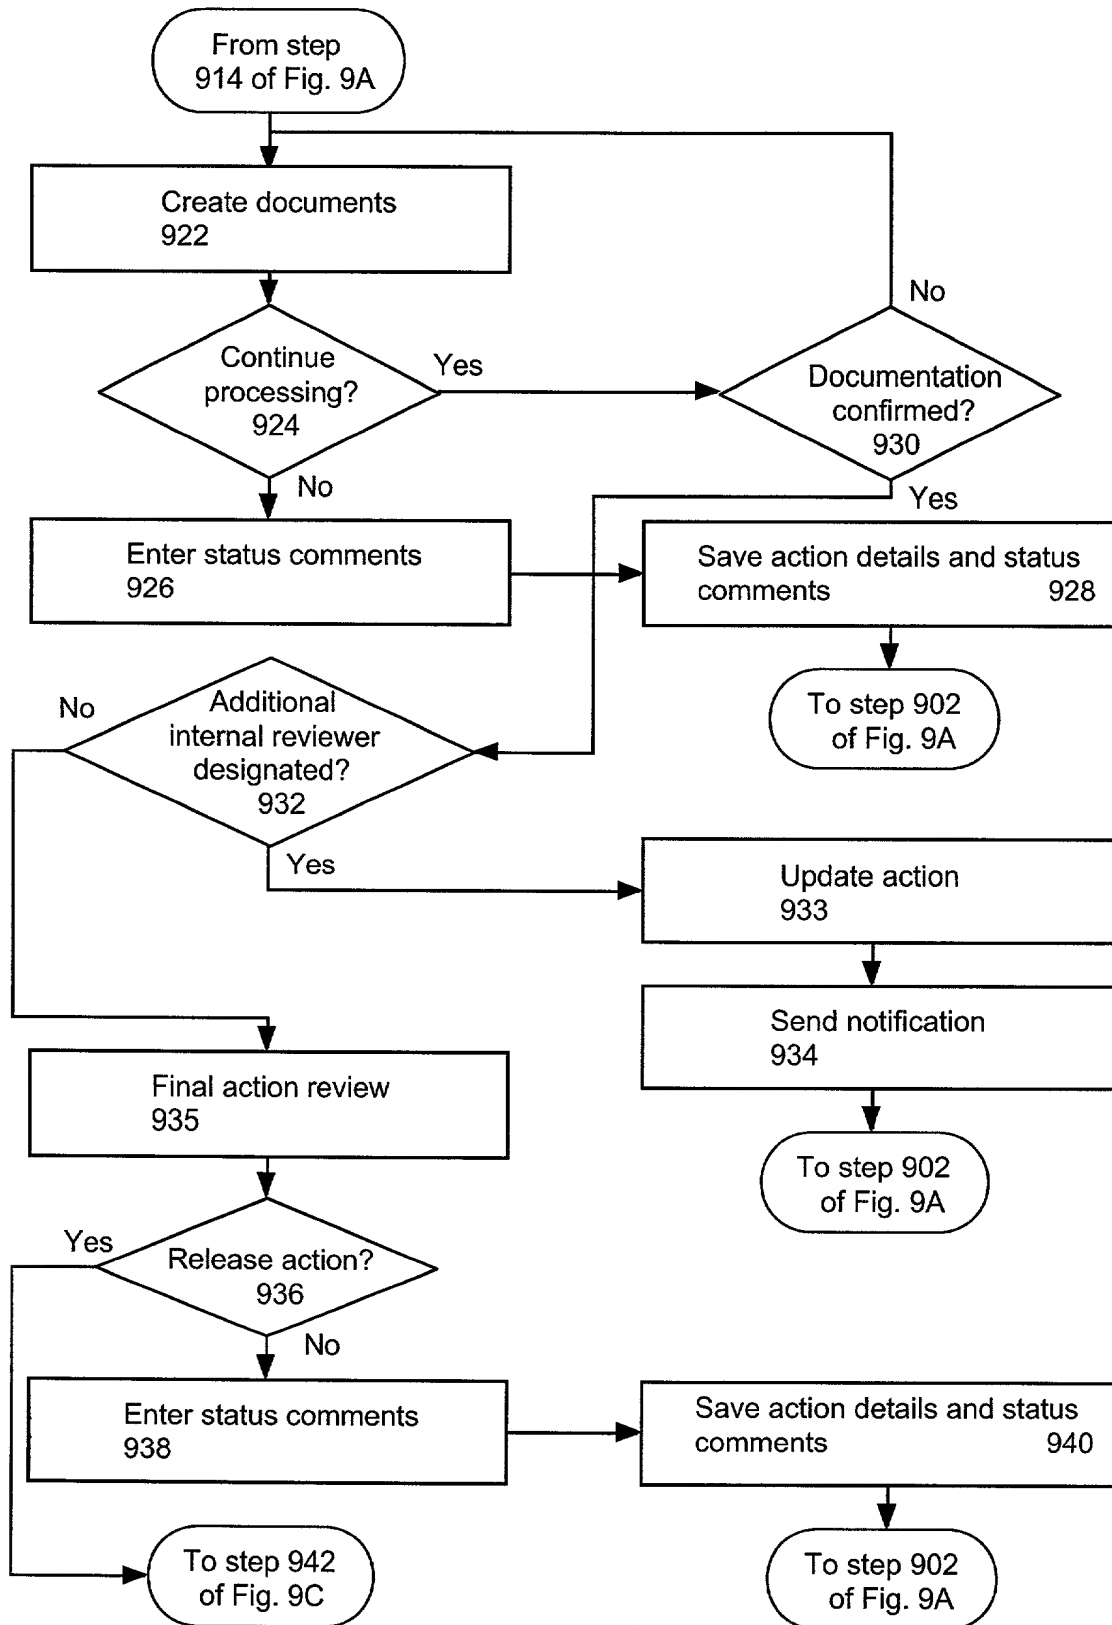 From step
914 of Fig. 9A
Create documents
922
No
Continue
processing?
924
Yes
Documentation
confirmed?
930
No
Yes
Enter status comments
926
Save action details and status
comments 928
To step 902
of Fig. 9A
No
Additional
internal reviewer
designated?
932
Yes
Update action
933
Send notification
934
To step 902
of Fig. 9A
Final action review
935
Yes
Release action?
936
No
Enter status comments
938
Save action details and status
comments 940
To step 942
of Fig. 9C
To step 902
of Fig. 9A